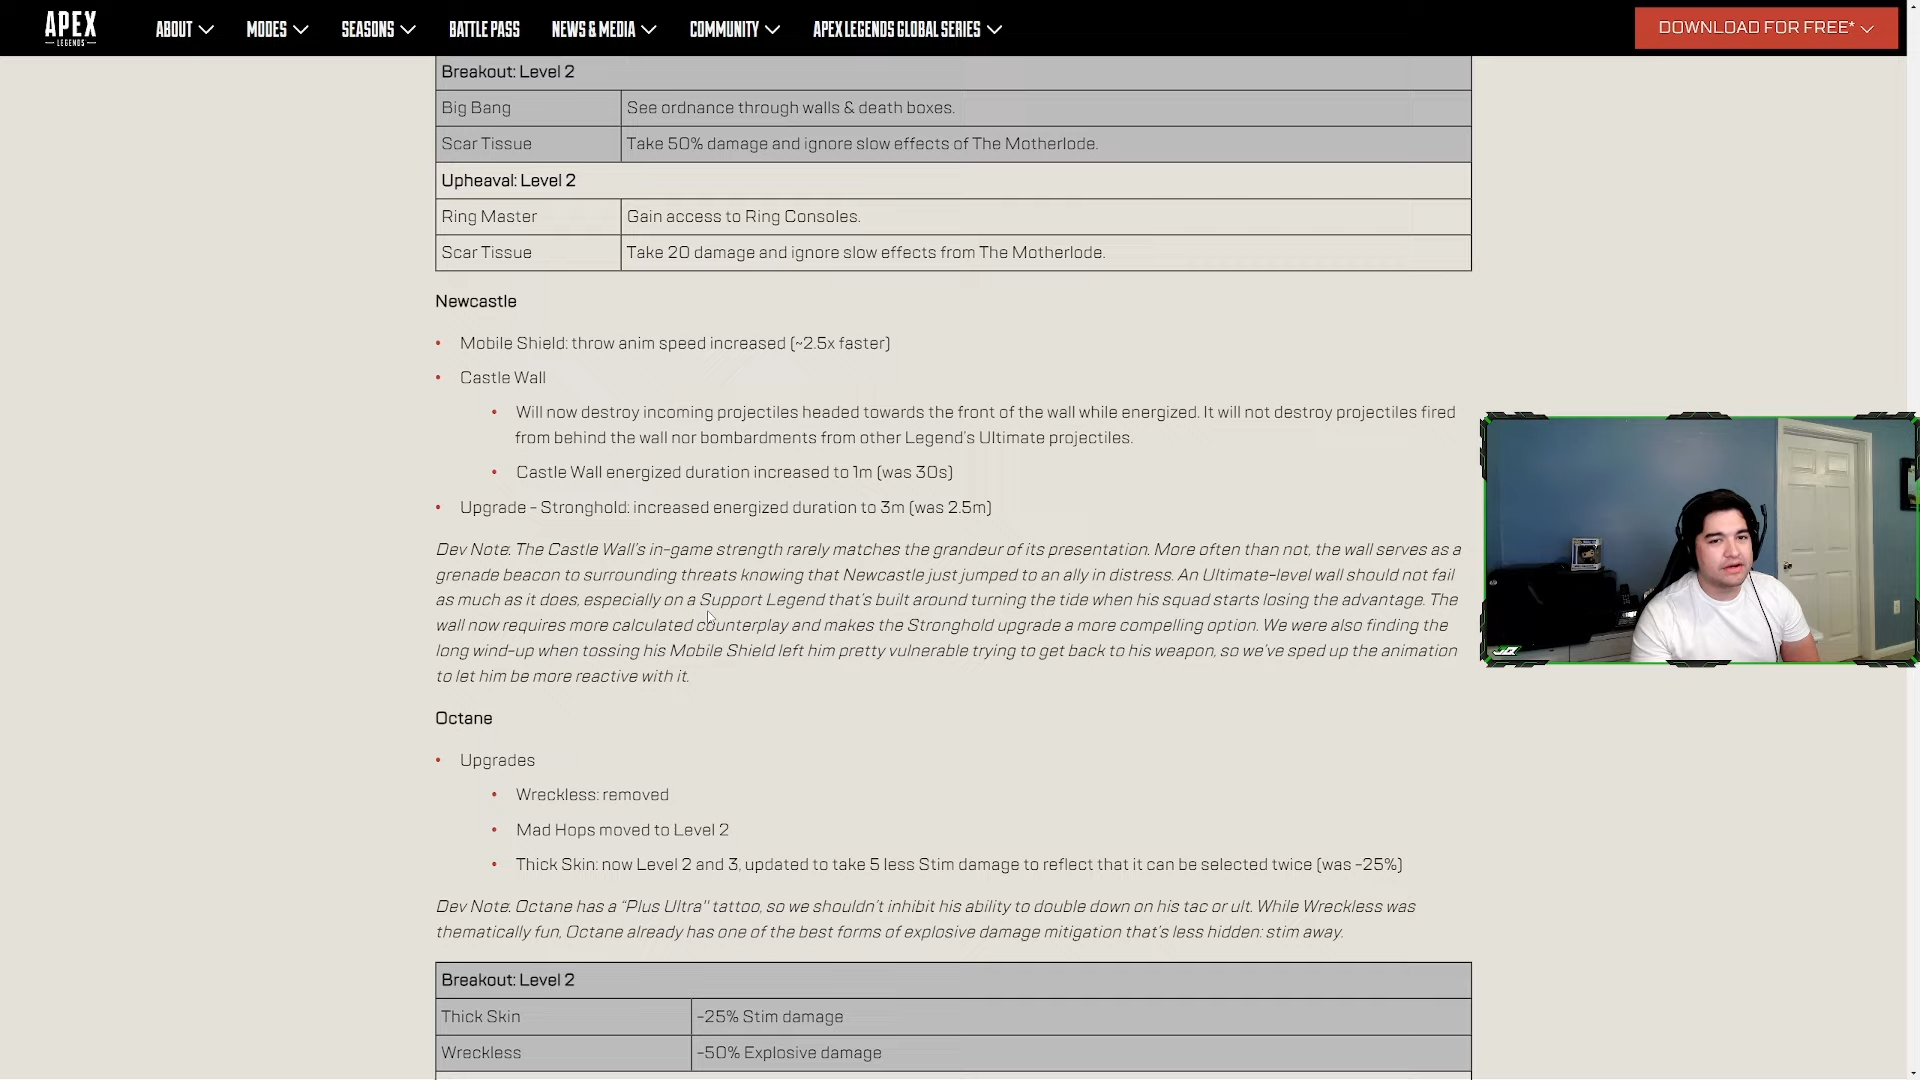 APEX
LEGENDS
ABOUT MODES SEASONS BATTLE PASS NEWS & MEDIA COMMUNITY APEX LEGENDS GLOBAL SERIES DOWNLOAD FOR FREE*
Breakout: Level 2
Big Bang See ordnance through walls & death boxes.
Scar Tissue Take 50% damage and ignore slow effects of The Motherlode.
Upheaval: Level 2
Ring Master Gain access to Ring Consoles.
Scar Tissue Take 20 damage and ignore slow effects from The Motherlode.
Newcastle
• Mobile Shield: throw anim speed increased (~2.5x faster)
• Castle Wall
• Will now destroy incoming projectiles headed towards the front of the wall while energized. It will not destroy projectiles fired
from behind the wall nor bombardments from other Legend's Ultimate projectiles.
• Castle Wall energized duration increased to 1m (was 30s)
• Upgrade - Stronghold: increased energized duration to 3m (was 2.5m)
Dev Note: The Castle Wall's in-game strength rarely matches the grandeur of its presentation. More often than not, the wall serves as a
grenade beacon to surrounding threats knowing that Newcastle just jumped to an ally in distress. An Ultimate-level wall should not fail
as much as it does, especially on a Support Legend that's built around turning the tide when his squad starts losing the advantage. The
wall now requires more calculated counterplay and makes the Stronghold upgrade a more compelling option. We were also finding the
long wind-up when tossing his Mobile Shield left him pretty vulnerable trying to get back to his weapon, so we've sped up the animation
to let him be more reactive with it.
Octane
• Upgrades
• Wreckless: removed
• Mad Hops moved to Level 2
• Thick Skin: now Level 2 and 3, updated to take 5 less Stim damage to reflect that it can be selected twice (was -25%)
Dev Note: Octane has a "Plus Ultra" tattoo, so we shouldn't inhibit his ability to double down on his tac or ult. While Wreckless was
thematically fun, Octane already has one of the best forms of explosive damage mitigation that's less hidden: stim away.
Breakout: Level 2
Thick Skin -25% Stim damage
Wreckless -50% Explosive damage